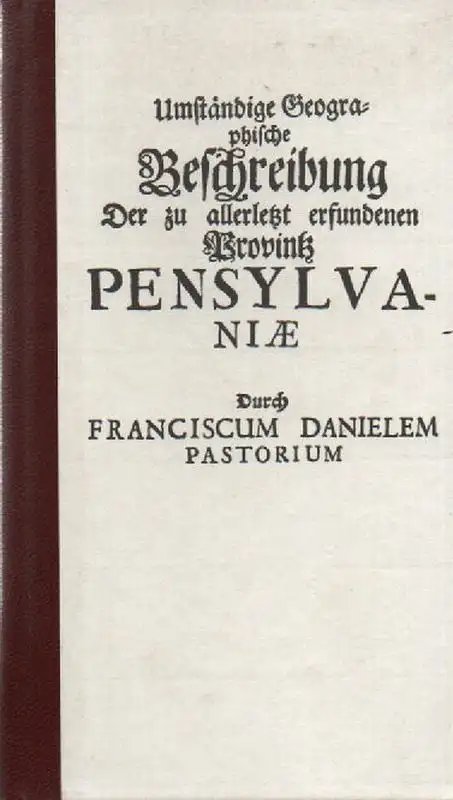 Umſtändige Geogra-
phiſche
Beſchreibung
Der zu allerletzt erfundenen
Provintz
PENSYLVA-
NIÆ
Durch
FRANCISCUM DANIELEM
PASTORIUM